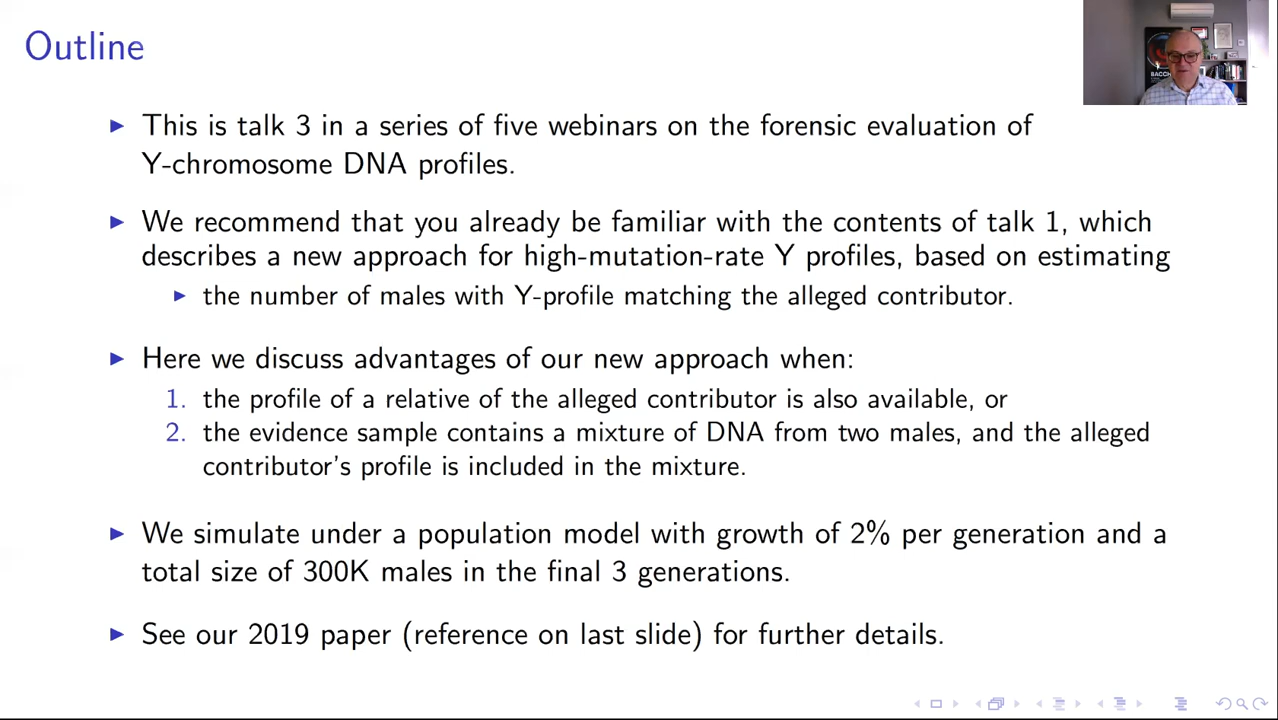 Outline
This is talk 3 in a series of five webinars on the forensic evaluation of
Y-chromosome DNA profiles.
We recommend that you already be familiar with the contents of talk 1, which
describes a new approach for high-mutation-rate Y profiles, based on estimating
the number of males with Y-profile matching the alleged contributor.
Here we discuss advantages of our new approach when:
1. the profile of a relative of the alleged contributor is also available, or
2. the evidence sample contains a mixture of DNA from two males, and the alleged
contributor's profile is included in the mixture.
We simulate under a population model with growth of 2% per generation and a
total size of 300K males in the final 3 generations.
See our 2019 paper (reference on last slide) for further details.